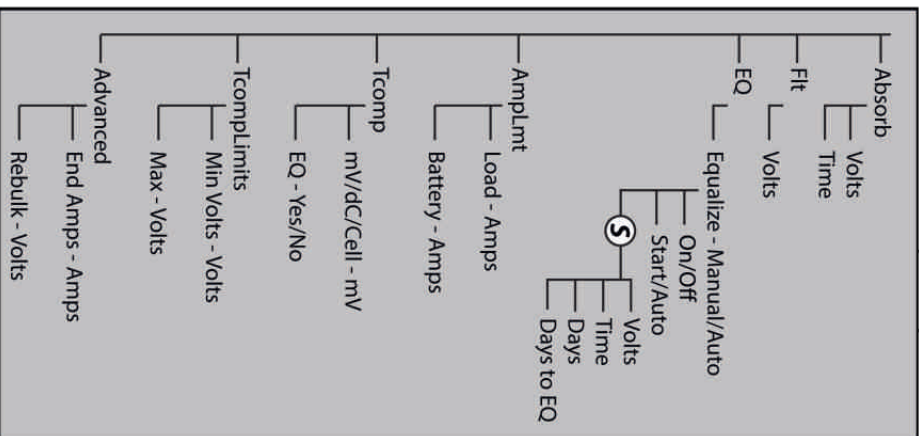 Absorb
Volts
Time
Flt
Volts
EQ
Equalize - Manual/Auto
On/Off
Start/Auto
S
Volts
Time
Days
Days to EQ
AmpLmt
Load - Amps
Battery - Amps
Tcomp
mV/dC/Cell - mV
EQ - Yes/No
TcompLimits
Min Volts - Volts
Max - Volts
Advanced
End Amps - Amps
Rebulk - Volts